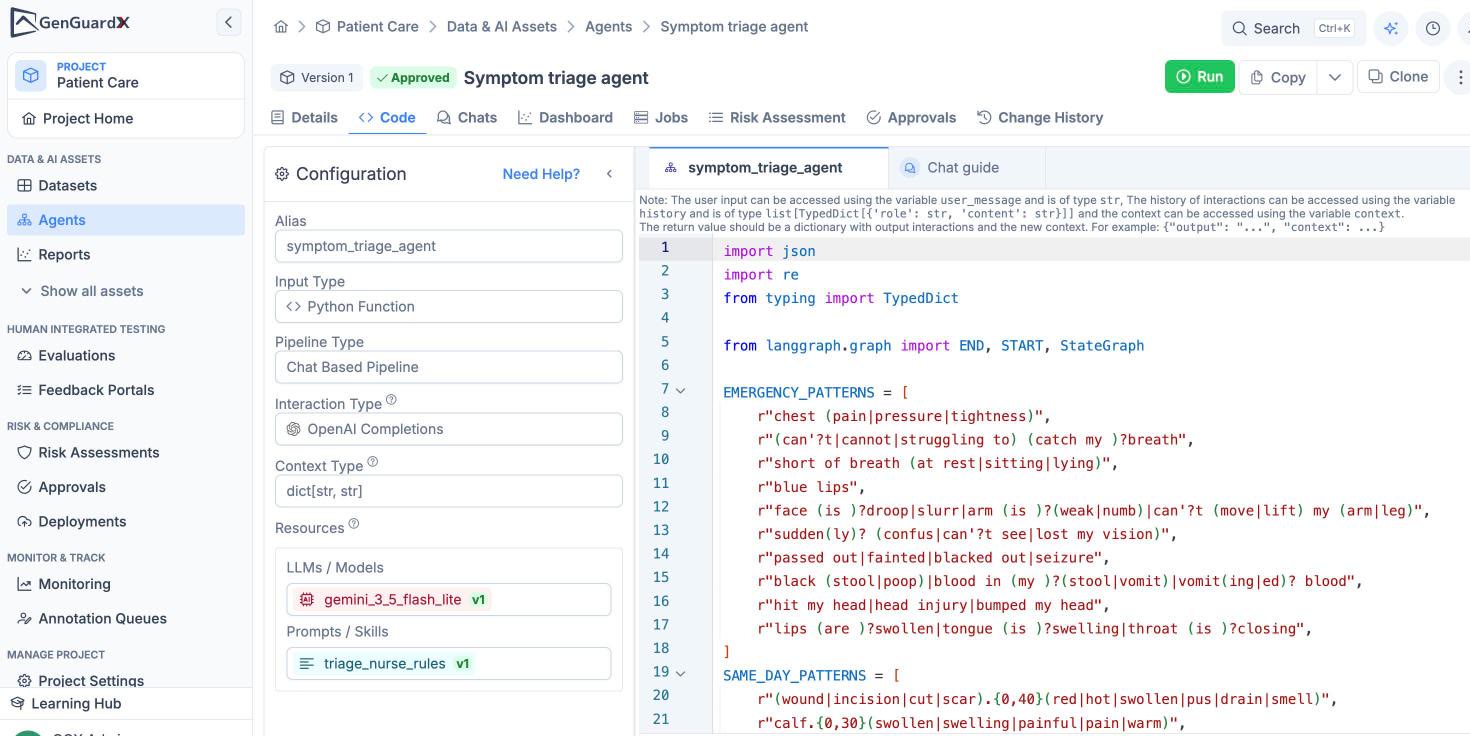 GenGuardX
PROJECT
Patient Care
Project Home
DATA & AI ASSETS
Datasets
Agents
Reports
Show all assets
HUMAN INTEGRATED TESTING
Evaluations
Feedback Portals
RISK & COMPLIANCE
Risk Assessments
Approvals
Deployments
MONITOR & TRACK
Monitoring
Annotation Queues
MANAGE PROJECT
Project Settings
Learning Hub
Patient Care
Data & AI Assets
Agents
Symptom triage agent
Search Ctrl+K
Version 1
Approved
Symptom triage agent
Run
Copy
Clone
Details
Code
Chats
Dashboard
Jobs
Risk Assessment
Approvals
Change History
Configuration
Need Help?
Alias
symptom_triage_agent
Input Type
Python Function
Pipeline Type
Chat Based Pipeline
Interaction Type
OpenAI Completions
Context Type
dict[str, str]
Resources
LLMs / Models
gemini_3_5_flash_lite v1
Prompts / Skills
triage_nurse_rules v1
symptom_triage_agent
Chat guide
Note: The user input can be accessed using the variable user_message and is of type str, The history of interactions can be accessed using the variable
history and is of type list[TypedDict[{'role': str, 'content': str}]] and the context can be accessed using the variable context.
The return value should be a dictionary with output interactions and the new context. For example: {"output": "...", "context": ...}
1 import json
2 import re
3 from typing import TypedDict
4
5 from langgraph.graph import END, START, StateGraph
6
7 EMERGENCY_PATTERNS = [
8 r"chest (pain|pressure|tightness)",
9 r"(can'?t|cannot|struggling to) (catch my )?breath",
10 r"short of breath (at rest|sitting|lying)",
11 r"blue lips",
12 r"face (is )?droop|slurr|arm (is )?(weak|numb)|can'?t (move|lift) my (arm|leg)",
13 r"sudden(ly)? (confus|can't see|lost my vision)",
14 r"passed out|fainted|blacked out|seizure",
15 r"black (stool|poop)|blood in (my )?(stool|vomit)|vomit(ing|ed)? blood",
16 r"hit my head|head injury|bumped my head",
17 r"lips (are )?swollen|tongue (is )?swelling|throat (is )?closing",
18 ]
19 SAME_DAY_PATTERNS = [
20 r"(wound|incision|cut|scar).{0,40}(red|hot|swollen|pus|drain|smell)",
21 r"calf.{0,30}(swollen|swelling|painful|pain|warm)",